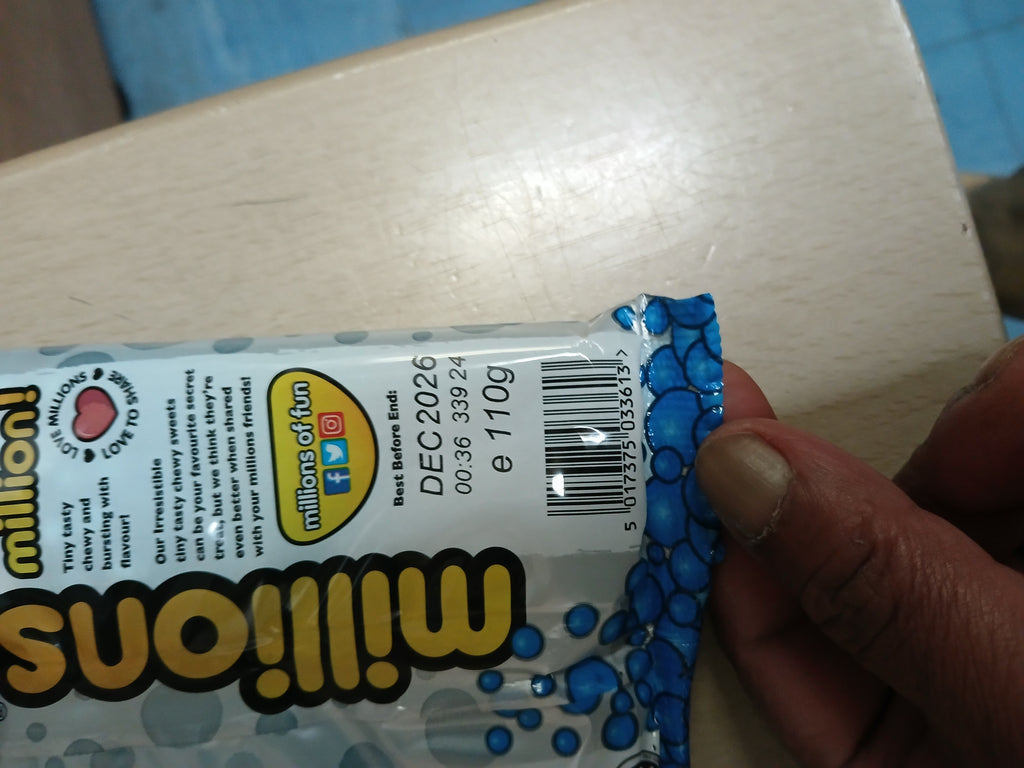 million!
LOVE MILLIONS
LOVE TO SHARE
Tiny tasty
chewy and
bursting with
flavour!
Our irresistible
tiny tasty chewy sweets
can be your favourite secret
treat but we think they're
even better when shared
with your millions friends!
millions of fun
Best Before End:
DEC 2026
00:36 339 24
e 110g
5 017375 033613 >
millions
®